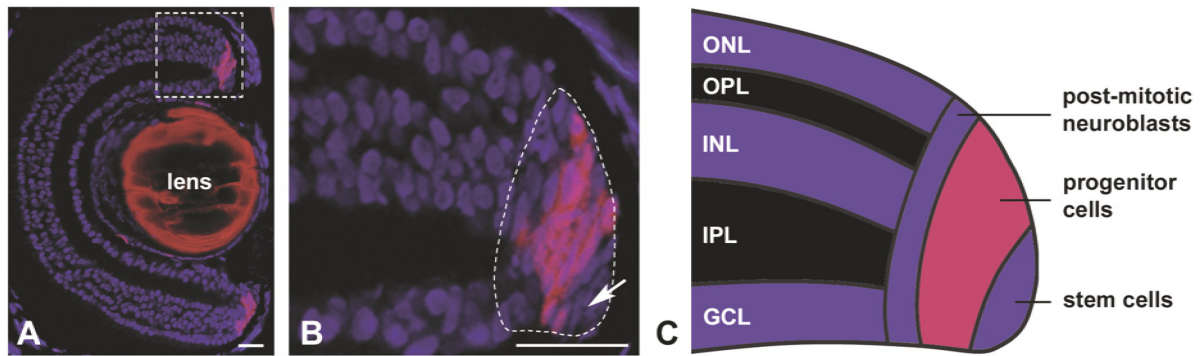 lens
A
B
C
ONL
OPL
INL
IPL
GCL
post-mitotic
neuroblasts
progenitor
cells
stem cells